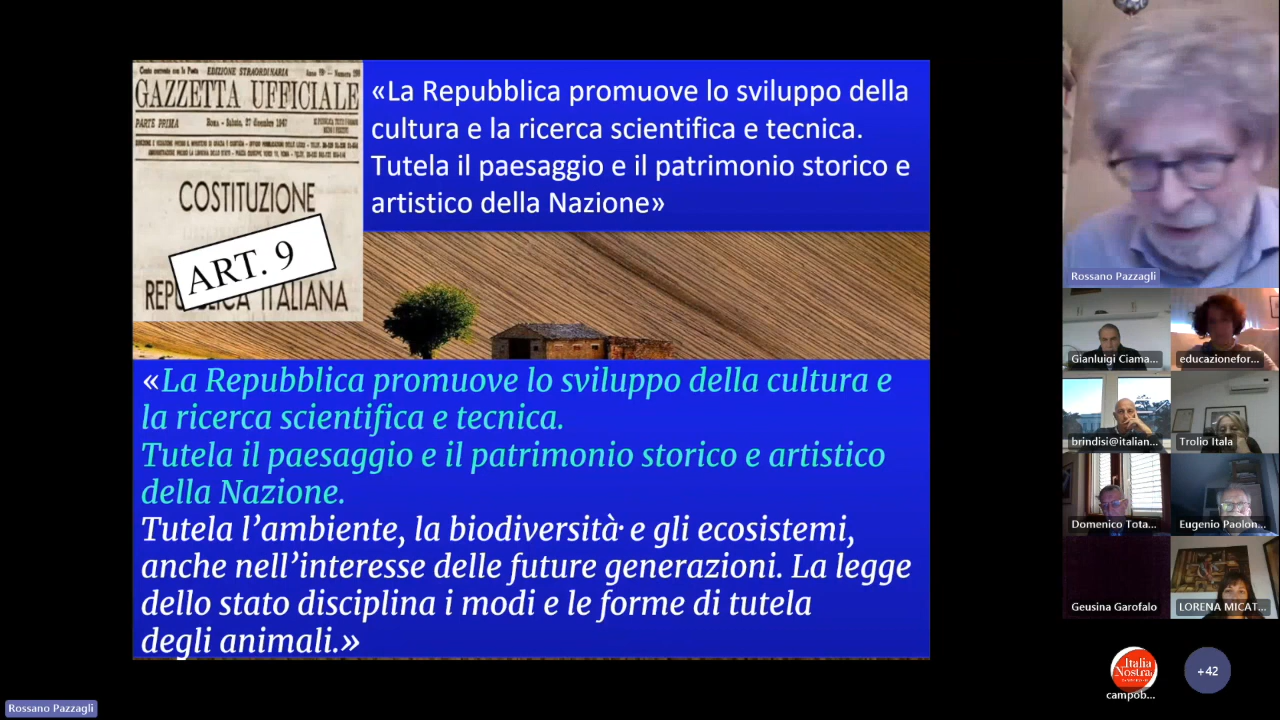 GAZZETTA UFFICIALE
PARTE PRIMA
Roma - Sabato, 27 dicembre 1947
COSTITUZIONE
ART. 9
ITALIANA
«La Repubblica promuove lo sviluppo della
cultura e la ricerca scientifica e tecnica.
Tutela il paesaggio e il patrimonio storico e
artistico della Nazione»
«La Repubblica promuove lo sviluppo della cultura e
la ricerca scientifica e tecnica.
Tutela il paesaggio e il patrimonio storico e artistico
della Nazione.
Tutela l’ambiente, la biodiversità e gli ecosistemi,
anche nell’interesse delle future generazioni. La legge
dello stato disciplina i modi e le forme di tutela
degli animali.»
Rossano Pazzagli
Gianluigi Ciama...
educazionefor...
brindisi@italian...
Trolio Itala
Domenico Tota...
Eugenio Paolon...
Geusina Garofalo
LORENA MICAT...
Italia
Nostra
campob...
+42
Rossano Pazzagli